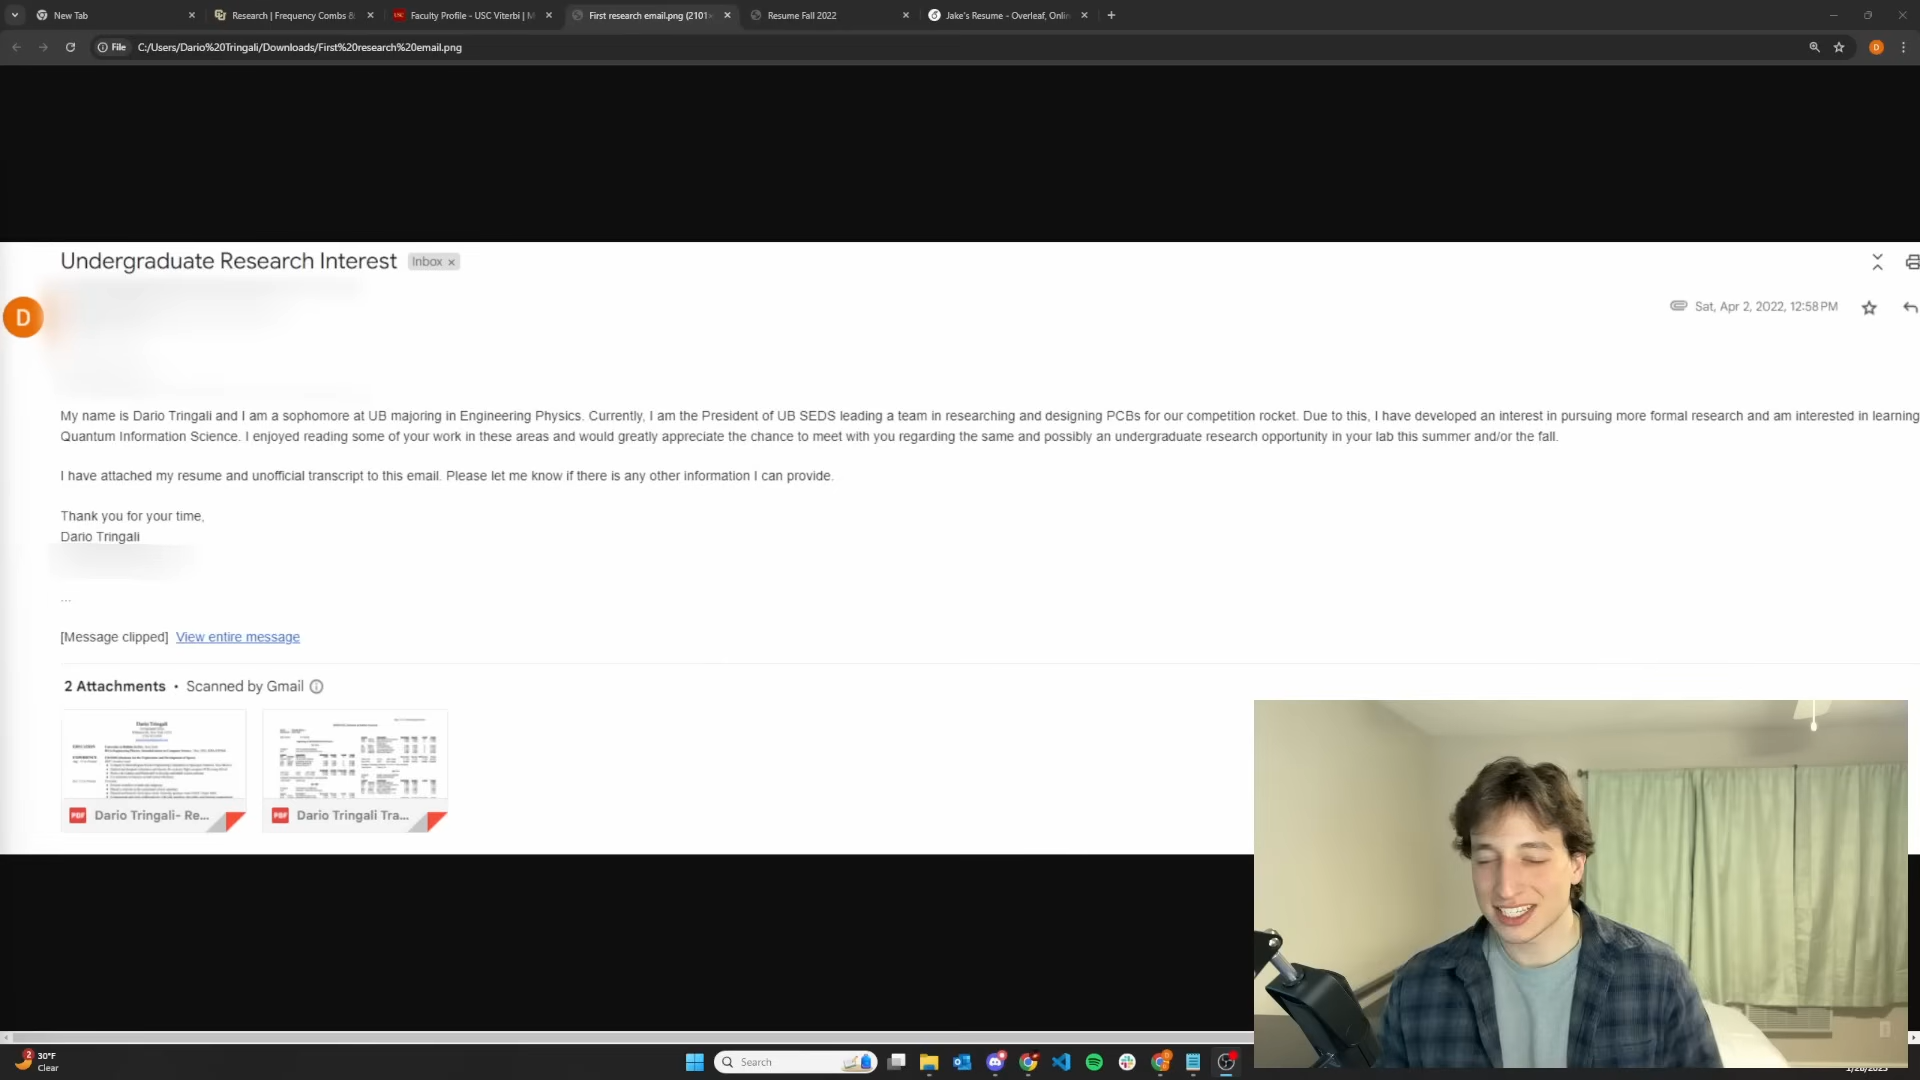 New Tab
Research | Frequency Combs &
Faculty Profile - USC Viterbi | M
First research email.png (2101×
Resume Fall 2022
Jake's Resume - Overleaf, Onlin
File C:/Users/Dario%20Tringali/Downloads/First%20research%20email.png
Undergraduate Research Interest Inbox ×
D
Sat, Apr 2, 2022, 12:58 PM
My name is Dario Tringali and I am a sophomore at UB majoring in Engineering Physics. Currently, I am the President of UB SEDS leading a team in researching and designing PCBs for our competition rocket. Due to this, I have developed an interest in pursuing more formal research and am interested in learning
Quantum Information Science. I enjoyed reading some of your work in these areas and would greatly appreciate the chance to meet with you regarding the same and possibly an undergraduate research opportunity in your lab this summer and/or the fall.
I have attached my resume and unofficial transcript to this email. Please let me know if there is any other information I can provide.
Thank you for your time,
Dario Tringali
...
[Message clipped] View entire message
2 Attachments • Scanned by Gmail
Dario Tringali
EDUCATION
EXPERIENCE
PDF Dario Tringali- Re...
PDF Dario Tringali Tra...
2
30°F
Clear
Search